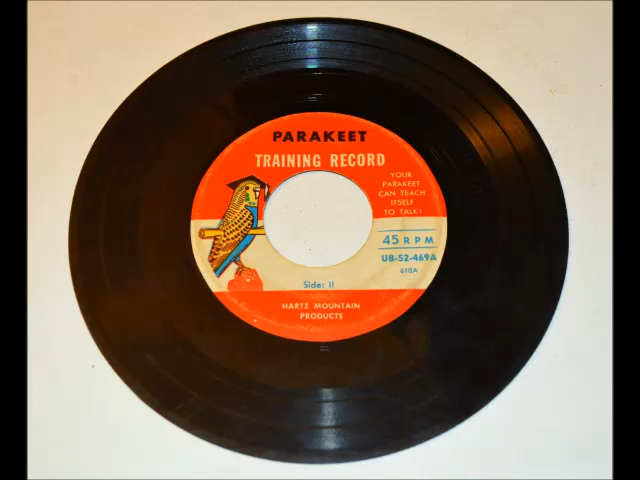 PARAKEET
TRAINING RECORD
YOUR
PARAKEET
CAN TEACH
ITSELF
TO TALK!
45 RPM
UB-52-469A
610A
Side: II
HARTZ MOUNTAIN
PRODUCTS